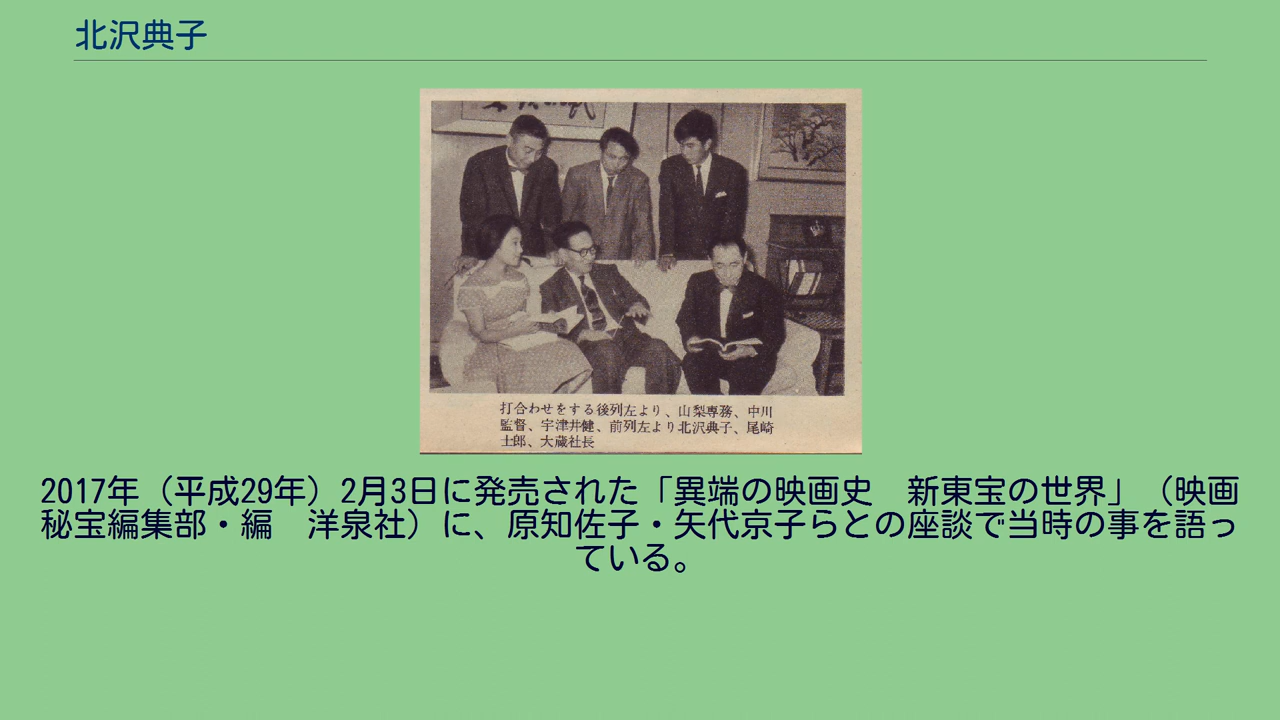 北沢典子
打合わせをする後列左より、山梨専務、中川
監督、宇津井健、前列左より北沢典子、尾崎
士郎、大蔵社長
2017年（平成29年）2月3日に発売された「異端の映画史　新東宝の世界」（映画
秘宝編集部・編　洋泉社）に、原知佐子・矢代京子らとの座談で当時の事を語っ
ている。